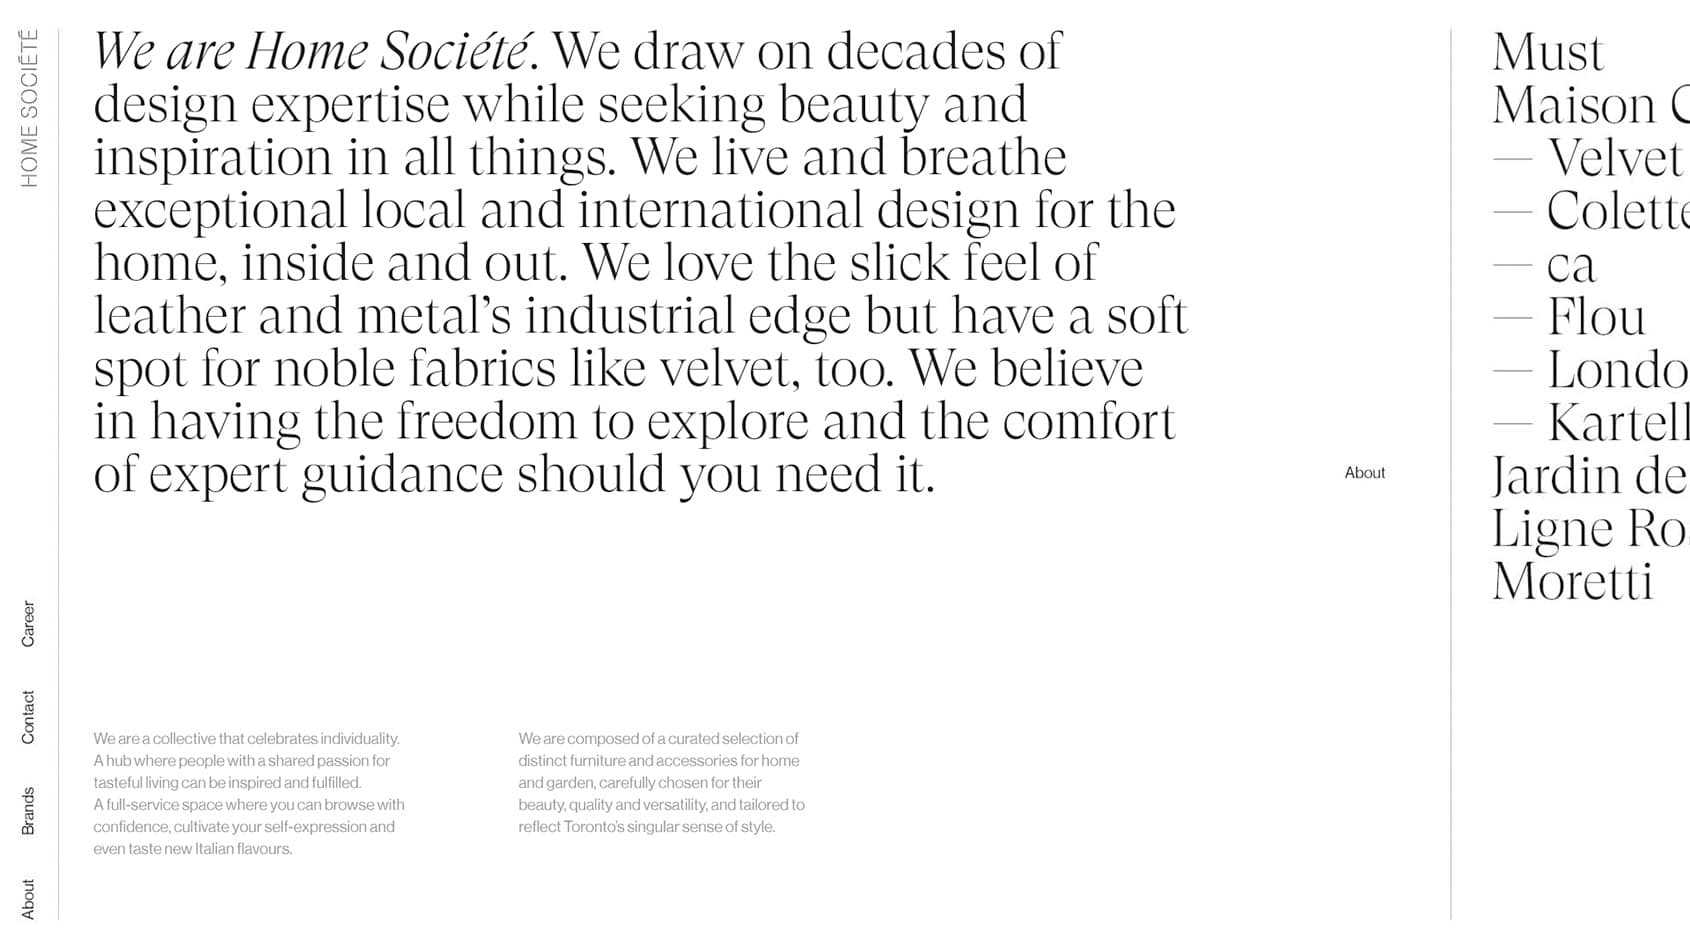 HOME SOCIÉTÉ
Career
Contact
Brands
About
We are Home Société. We draw on decades of
design expertise while seeking beauty and
inspiration in all things. We live and breathe
exceptional local and international design for the
home, inside and out. We love the slick feel of
leather and metal’s industrial edge but have a soft
spot for noble fabrics like velvet, too. We believe
in having the freedom to explore and the comfort
of expert guidance should you need it.
About
We are a collective that celebrates individuality.
A hub where people with a shared passion for
tasteful living can be inspired and fulfilled.
A full-service space where you can browse with
confidence, cultivate your self-expression and
even taste new Italian flavours.
We are composed of a curated selection of
distinct furniture and accessories for home
and garden, carefully chosen for their
beauty, quality and versatility, and tailored to
reflect Toronto’s singular sense of style.
Must
Maison
— Velvet
— Colette
— ca
— Flou
— Londo
— Kartell
Jardin de
Ligne Ro
Moretti